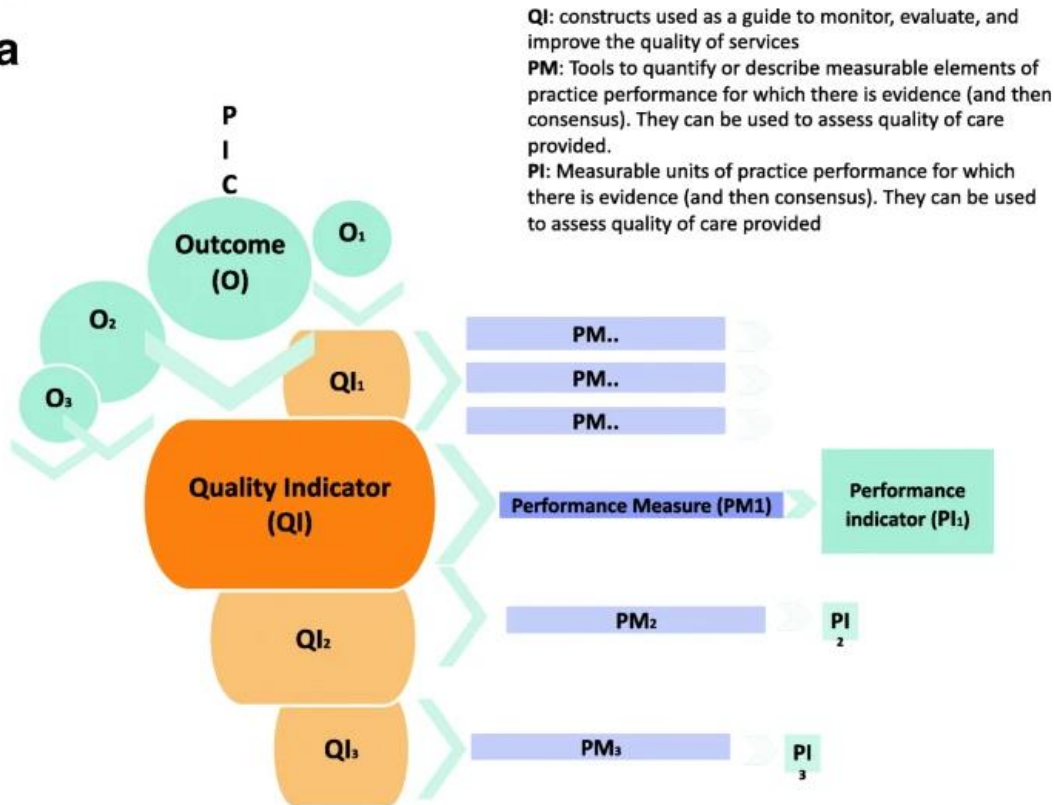 a
QI: constructs used as a guide to monitor, evaluate, and
improve the quality of services
PM: Tools to quantify or describe measurable elements of
practice performance for which there is evidence (and then
consensus). They can be used to assess quality of care
provided.
PI: Measurable units of practice performance for which
there is evidence (and then consensus). They can be used
to assess quality of care provided
P
I
C
Outcome
(O)
O₁
O₂
O₃
QI₁
PM..
PM..
PM..
Quality Indicator
(QI)
Performance Measure (PM1)
Performance
indicator (PI₁)
QI₂
PM₂
PI
2
QI₃
PM₃
PI
3